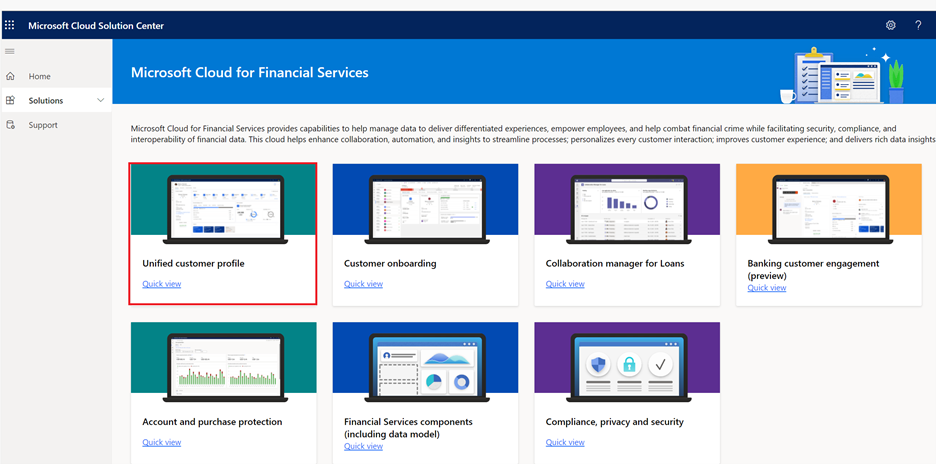 Microsoft Cloud Solution Center
?
Home
Solutions
Support
Microsoft Cloud for Financial Services
Microsoft Cloud for Financial Services provides capabilities to help manage data to deliver differentiated experiences, empower employees, and help combat financial crime while facilitating security, compliance, and
interoperability of financial data. This cloud helps enhance collaboration, automation, and insights to streamline processes; personalizes every customer interaction; improves customer experience; and delivers rich data insights
Unified customer profile
Quick view
Customer onboarding
Quick view
Collaboration manager for Loans
Quick view
Banking customer engagement
(preview)
Quick view
Account and purchase protection
Quick view
Financial Services components
(including data model)
Quick view
Compliance, privacy and security
Quick view